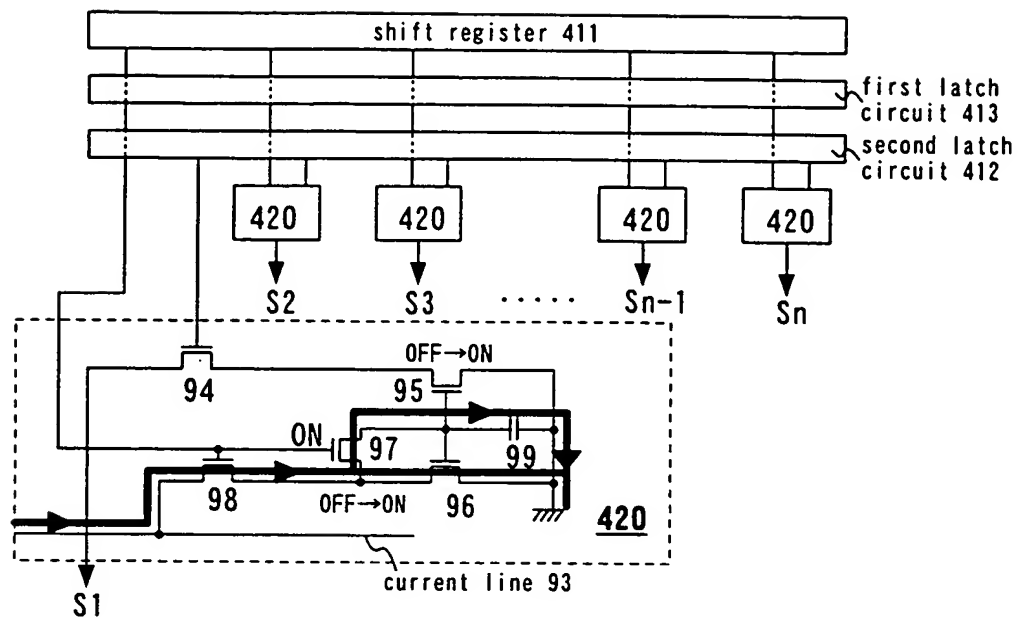 shift register 411
first latch
circuit 413
second latch
circuit 412
420 420 420 420
S2 S3 ..... Sn-1 Sn
OFF→ON
94 95
ON 97 99
98 OFF→ON 96
420
current line 93
S1